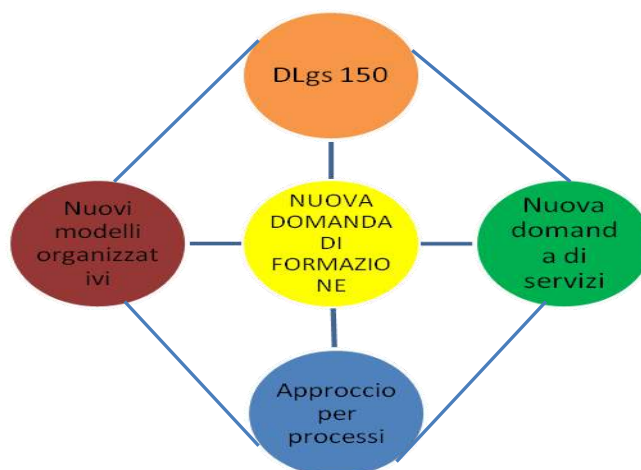 DLgs 150
Nuovi
modelli
organizzat
ivi
NUOVA
DOMANDA
DI
FORMAZIO
NE
Nuova
domand
a di
servizi
Approccio
per
processi